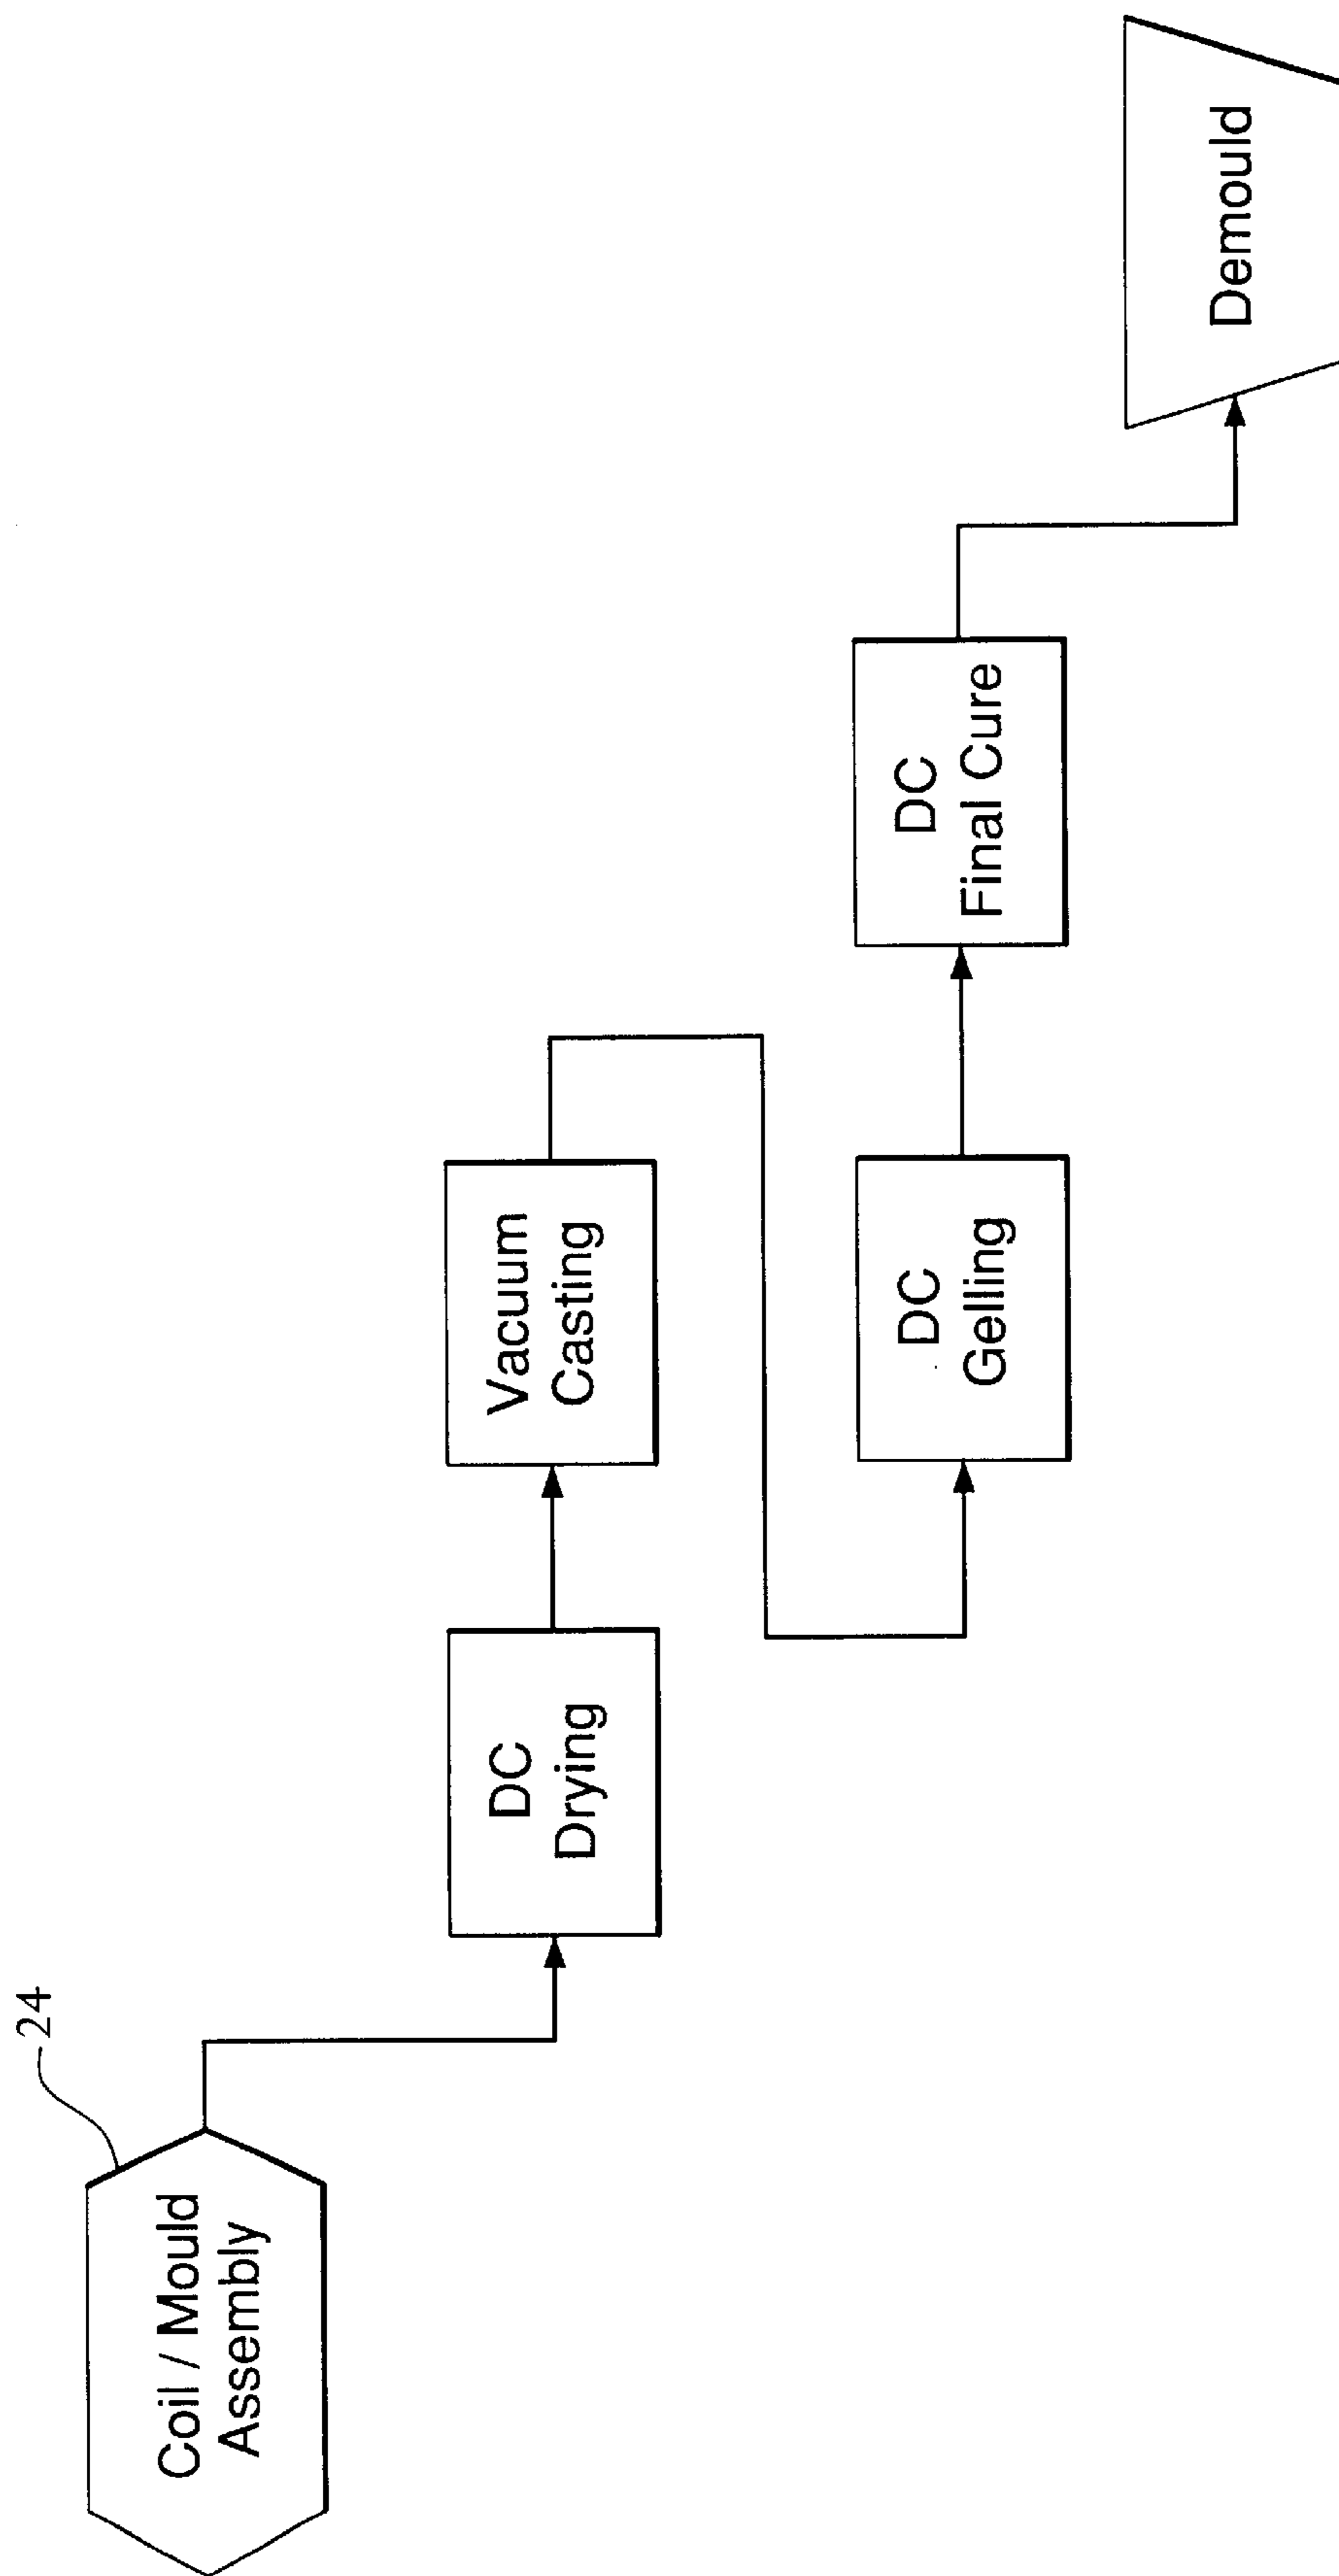 24
Coil / Mould
Assembly
DC
Drying
Vacuum
Casting
DC
Gelling
DC
Final Cure
Demould